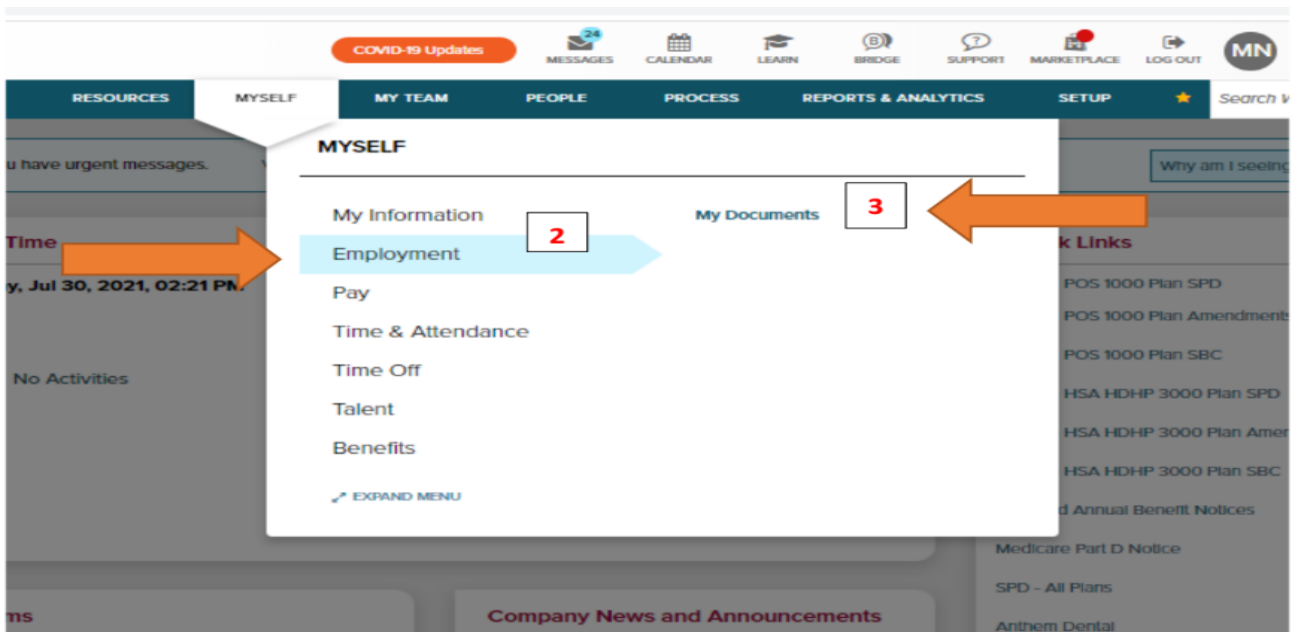 COVID-19 Updates
24
MESSAGES CALENDAR LEARN BRIDGE SUPPORT MARKETPLACE LOG OUT MN
RESOURCES MYSELF MY TEAM PEOPLE PROCESS REPORTS & ANALYTICS SETUP Search
MYSELF
u have urgent messages.
Why am I seeing
My Information
My Documents
3
2
Time
Employment
k Links
y, Jul 30, 2021, 02:21 PM
Pay
POS 1000 Plan SPD
POS 1000 Plan Amendments
Time & Attendance
POS 1000 Plan SBC
Time Off
No Activities
HSA HDHP 3000 Plan SPD
Talent
HSA HDHP 3000 Plan Amer
Benefits
HSA HDHP 3000 Plan SBC
EXPAND MENU
d Annual Benefit Notices
Medicare Part D Notice
SPD - All Plans
ms
Company News and Announcements
Anthem Dental